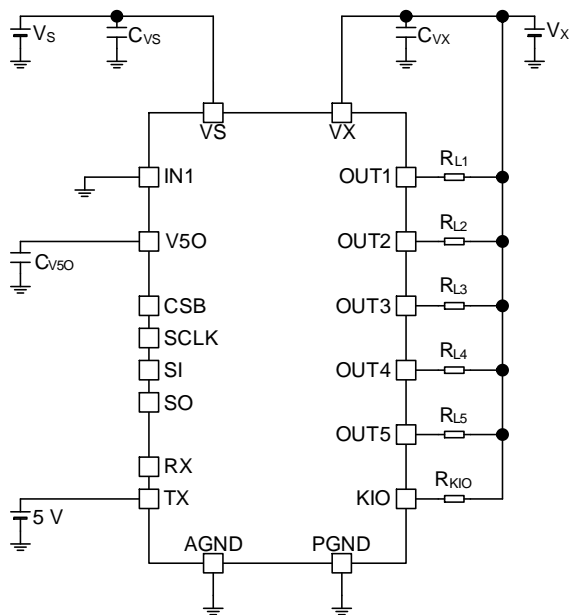 VS CVS CVX VX
VS VX
IN1 OUT1 RL1
V5O OUT2 RL2
CV5O
CSB OUT3 RL3
SCLK
SI OUT4 RL4
SO
OUT5 RL5
RX
TX KIO RKIO
5 V
AGND PGND